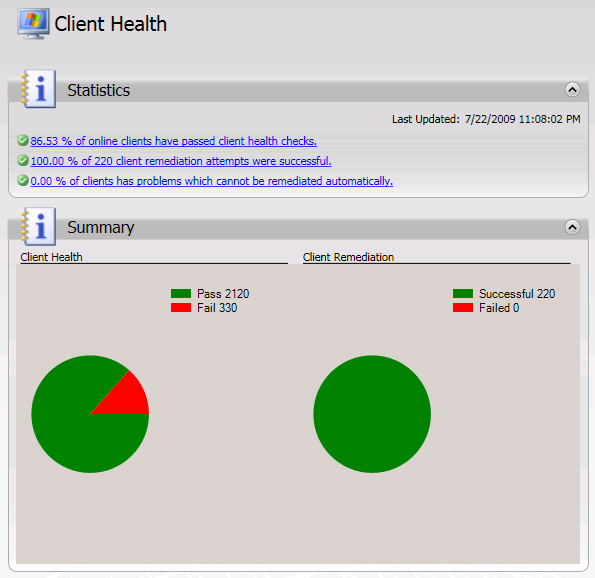 Client Health
Statistics
Last Updated: 7/22/2009 11:08:02 PM
86.53 % of online clients have passed client health checks.
100.00 % of 220 client remediation attempts were successful.
0.00 % of clients has problems which cannot be remediated automatically.
Summary
Client Health
Pass 2120
Fail 330
Client Remediation
Successful 220
Failed 0